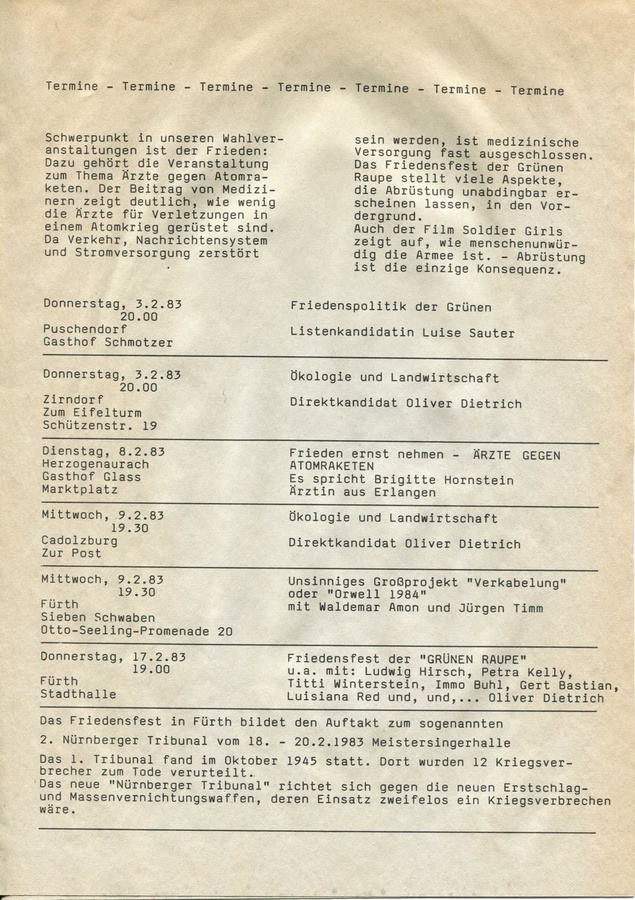 Termine - Termine - Termine - Termine - Termine - Termine - Termine
Schwerpunkt in unseren Wahlver-
anstaltungen ist der Frieden:
Dazu gehört die Veranstaltung
zum Thema Ärzte gegen Atomra-
keten. Der Beitrag von Medizi-
nern zeigt deutlich, wie wenig
die Ärzte für Verletzungen in
einem Atomkrieg gerüstet sind.
Da Verkehr, Nachrichtensystem
und Stromversorgung zerstört
sein werden, ist medizinische
Versorgung fast ausgeschlossen.
Das Friedensfest der Grünen
Raupe stellt viele Aspekte,
die Abrüstung unabdingbar er-
scheinen lassen, in den Vor-
dergrund.
Auch der Film Soldier Girls
zeigt auf, wie menschenunwür-
dig die Armee ist. - Abrüstung
ist die einzige Konsequenz.
Donnerstag, 3.2.83
20.00
Puschendorf
Gasthof Schmotzer
Friedenspolitik der Grünen
Listenkandidatin Luise Sauter
Donnerstag, 3.2.83
20.00
Zirndorf
Zum Eifelturm
Schützenstr. 19
Ökologie und Landwirtschaft
Direktkandidat Oliver Dietrich
Dienstag, 8.2.83
Herzogenaurach
Gasthof Glass
Marktplatz
Frieden ernst nehmen - ÄRZTE GEGEN
ATOMRAKETEN
Es spricht Brigitte Hornstein
Ärztin aus Erlangen
Mittwoch, 9.2.83
19.30
Cadolzburg
Zur Post
Ökologie und Landwirtschaft
Direktkandidat Oliver Dietrich
Mittwoch, 9.2.83
19.30
Fürth
Sieben Schwaben
Otto-Seeling-Promenade 20
Unsinniges Großprojekt "Verkabelung"
oder "Orwell 1984"
mit Waldemar Amon und Jürgen Timm
Donnerstag, 17.2.83
19.00
Fürth
Stadthalle
Friedensfest der "GRÜNEN RAUPE"
u.a. mit: Ludwig Hirsch, Petra Kelly,
Titti Winterstein, Immo Buhl, Gert Bastian,
Luisiana Red und, und,... Oliver Dietrich
Das Friedensfest in Fürth bildet den Auftakt zum sogenannten
2. Nürnberger Tribunal vom 18. - 20.2.1983 Meistersingerhalle
Das 1. Tribunal fand im Oktober 1945 statt. Dort wurden 12 Kriegsver-
brecher zum Tode verurteilt.
Das neue "Nürnberger Tribunal" richtet sich gegen die neuen Erstschlag-
und Massenvernichtungswaffen, deren Einsatz zweifelos ein Kriegsverbrechen
wäre.